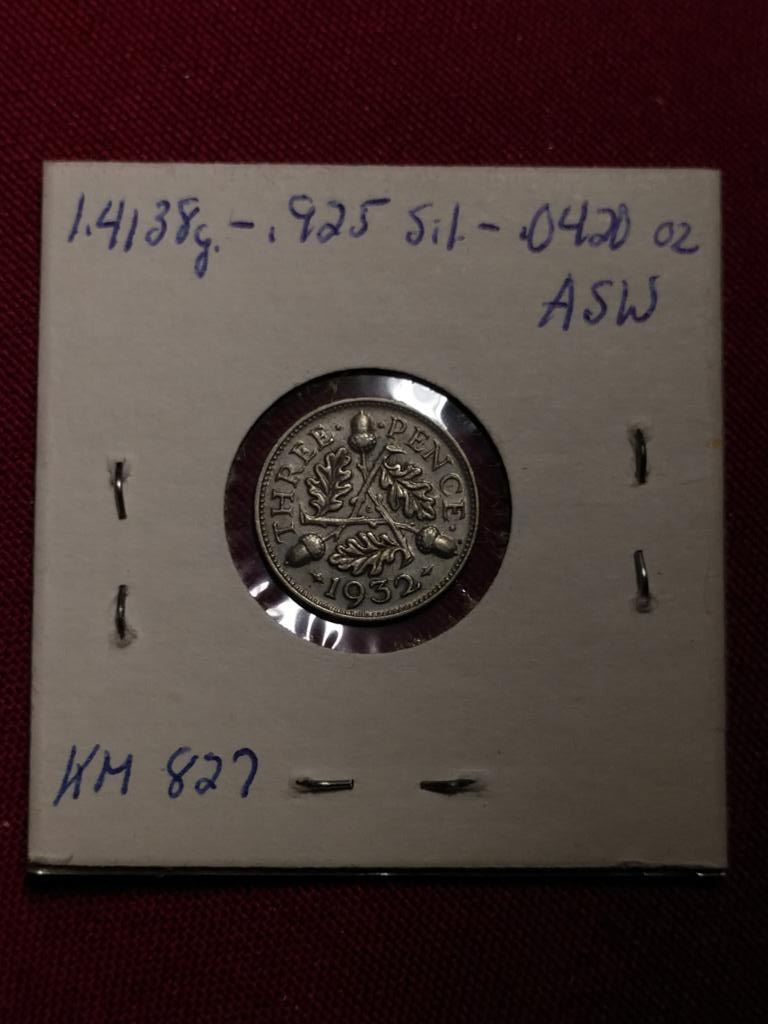 1.4138g. - .925 Sil. - .0420 oz
ASW
THREE · PENCE ·
1932
KM 827